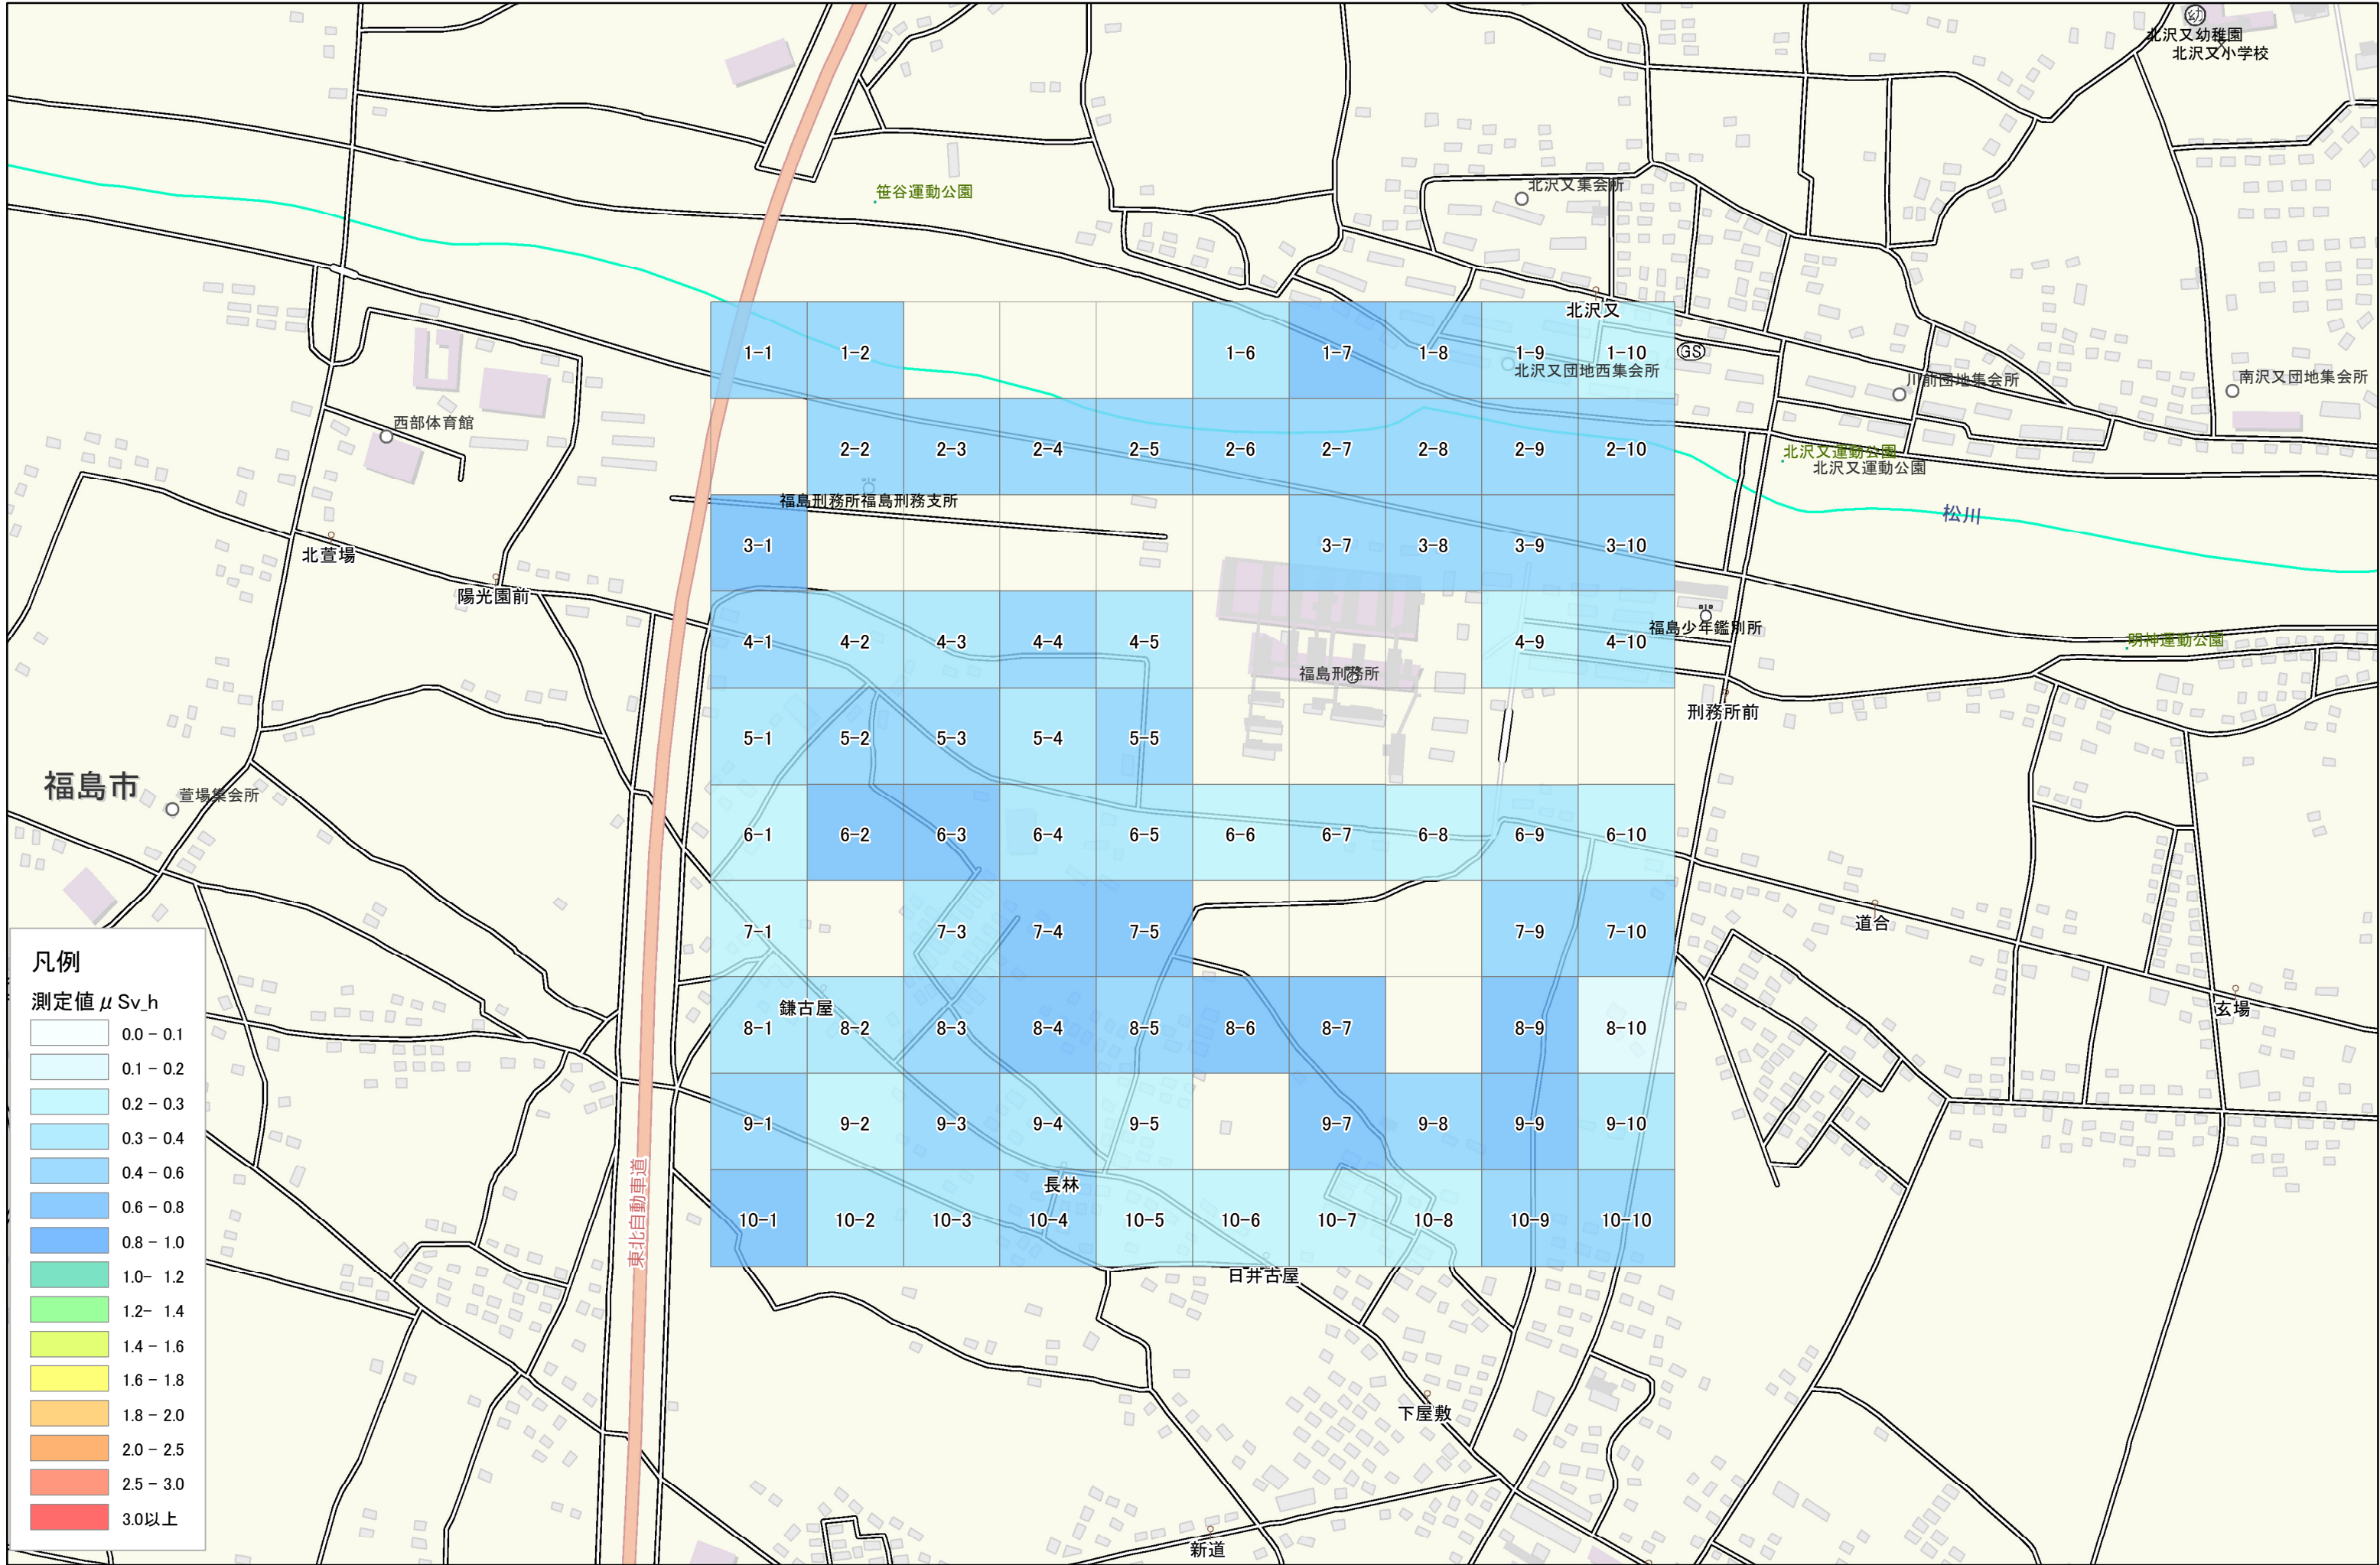 幼
北沢又幼稚園
北沢又小学校
笹谷運動公園
北沢又集会所
北沢又
GS
北沢又団地西集会所
川前団地集会所
南沢又団地集会所
西部体育館
北沢又運動公園
北沢又運動公園
松川
福島刑務所福島刑務支所
北萱場
陽光園前
福島少年鑑別所
明神運動公園
福島刑務所
刑務所前
福島市
萱場集会所
道合
玄場
鎌古屋
長林
東北自動車道
日井古屋
下屋敷
新道
1-1 1-2 1-6 1-7 1-8 1-9 1-10
2-2 2-3 2-4 2-5 2-6 2-7 2-8 2-9 2-10
3-1 3-7 3-8 3-9 3-10
4-1 4-2 4-3 4-4 4-5 4-9 4-10
5-1 5-2 5-3 5-4 5-5
6-1 6-2 6-3 6-4 6-5 6-6 6-7 6-8 6-9 6-10
7-1 7-3 7-4 7-5 7-9 7-10
8-1 8-2 8-3 8-4 8-5 8-6 8-7 8-9 8-10
9-1 9-2 9-3 9-4 9-5 9-7 9-8 9-9 9-10
10-1 10-2 10-3 10-4 10-5 10-6 10-7 10-8 10-9 10-10
凡例
測定値μSv_h
0.0 - 0.1
0.1 - 0.2
0.2 - 0.3
0.3 - 0.4
0.4 - 0.6
0.6 - 0.8
0.8 - 1.0
1.0- 1.2
1.2- 1.4
1.4 - 1.6
1.6 - 1.8
1.8 - 2.0
2.0 - 2.5
2.5 - 3.0
3.0以上